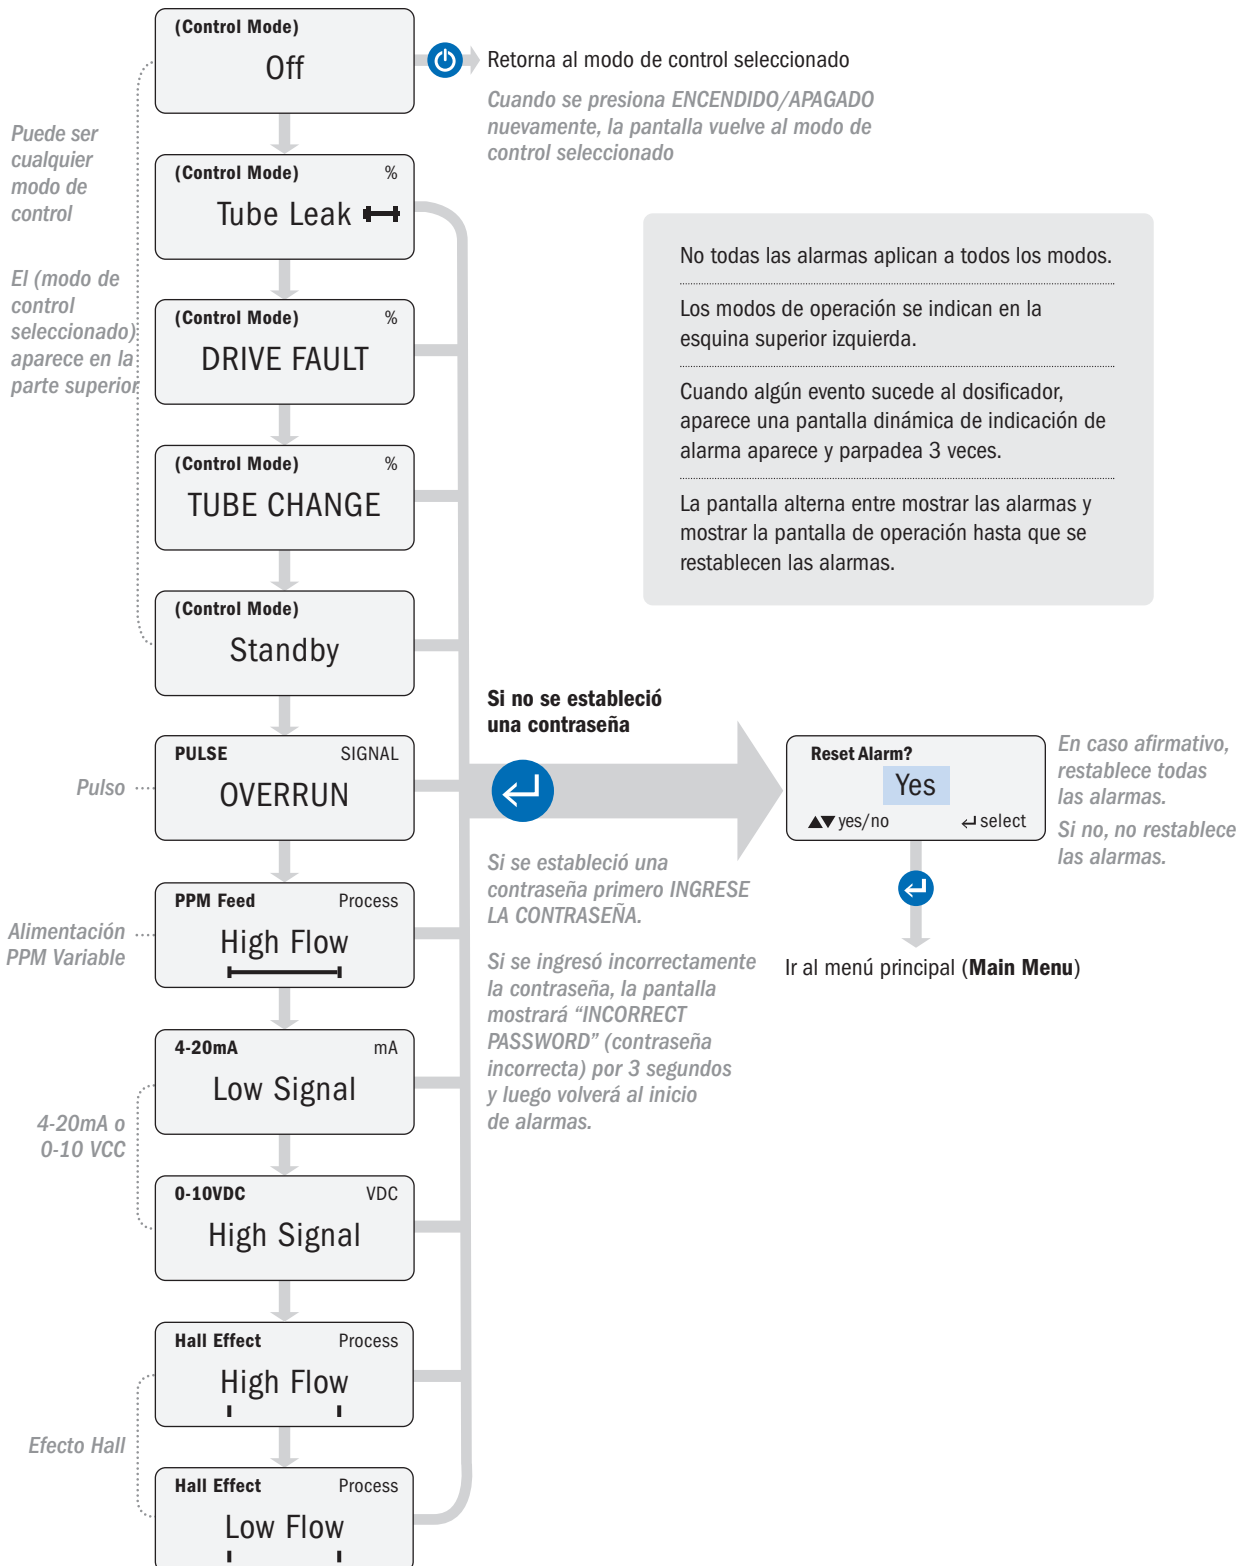 (Control Mode)
Off
Retorna al modo de control seleccionado
Cuando se presiona ENCENDIDO/APAGADO
nuevamente, la pantalla vuelve al modo de
control seleccionado
Puede ser
cualquier
modo de
control
El (modo de
control
seleccionado)
aparece en la
parte superior
(Control Mode) %
Tube Leak
(Control Mode) %
DRIVE FAULT
(Control Mode) %
TUBE CHANGE
(Control Mode)
Standby
No todas las alarmas aplican a todos los modos.
Los modos de operación se indican en la
esquina superior izquierda.
Cuando algún evento sucede al dosificador,
aparece una pantalla dinámica de indicación de
alarma aparece y parpadea 3 veces.
La pantalla alterna entre mostrar las alarmas y
mostrar la pantalla de operación hasta que se
restablecen las alarmas.
Pulso
PULSE SIGNAL
OVERRUN
Alimentación
PPM Variable
PPM Feed Process
High Flow
4-20mA o
0-10 VCC
4-20mA mA
Low Signal
0-10VDC VDC
High Signal
Efecto Hall
Hall Effect Process
High Flow
Hall Effect Process
Low Flow
Si no se estableció
una contraseña
Si se estableció una
contraseña primero INGRESE
LA CONTRASEÑA.
Si se ingresó incorrectamente
la contraseña, la pantalla
mostrará “INCORRECT
PASSWORD” (contraseña
incorrecta) por 3 segundos
y luego volverá al inicio
de alarmas.
Reset Alarm?
Yes
▲▼ yes/no ↵ select
En caso afirmativo,
restablece todas
las alarmas.
Si no, no restablece
las alarmas.
Ir al menú principal (Main Menu)